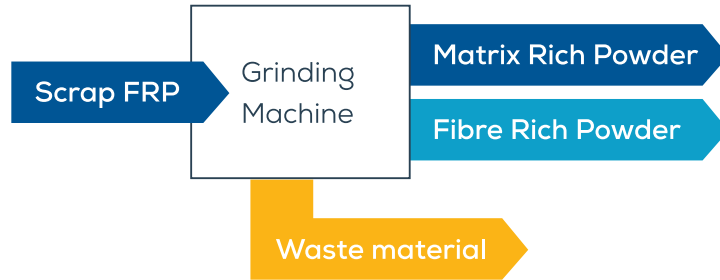 Scrap FRP
Grinding
Machine
Matrix Rich Powder
Fibre Rich Powder
Waste material